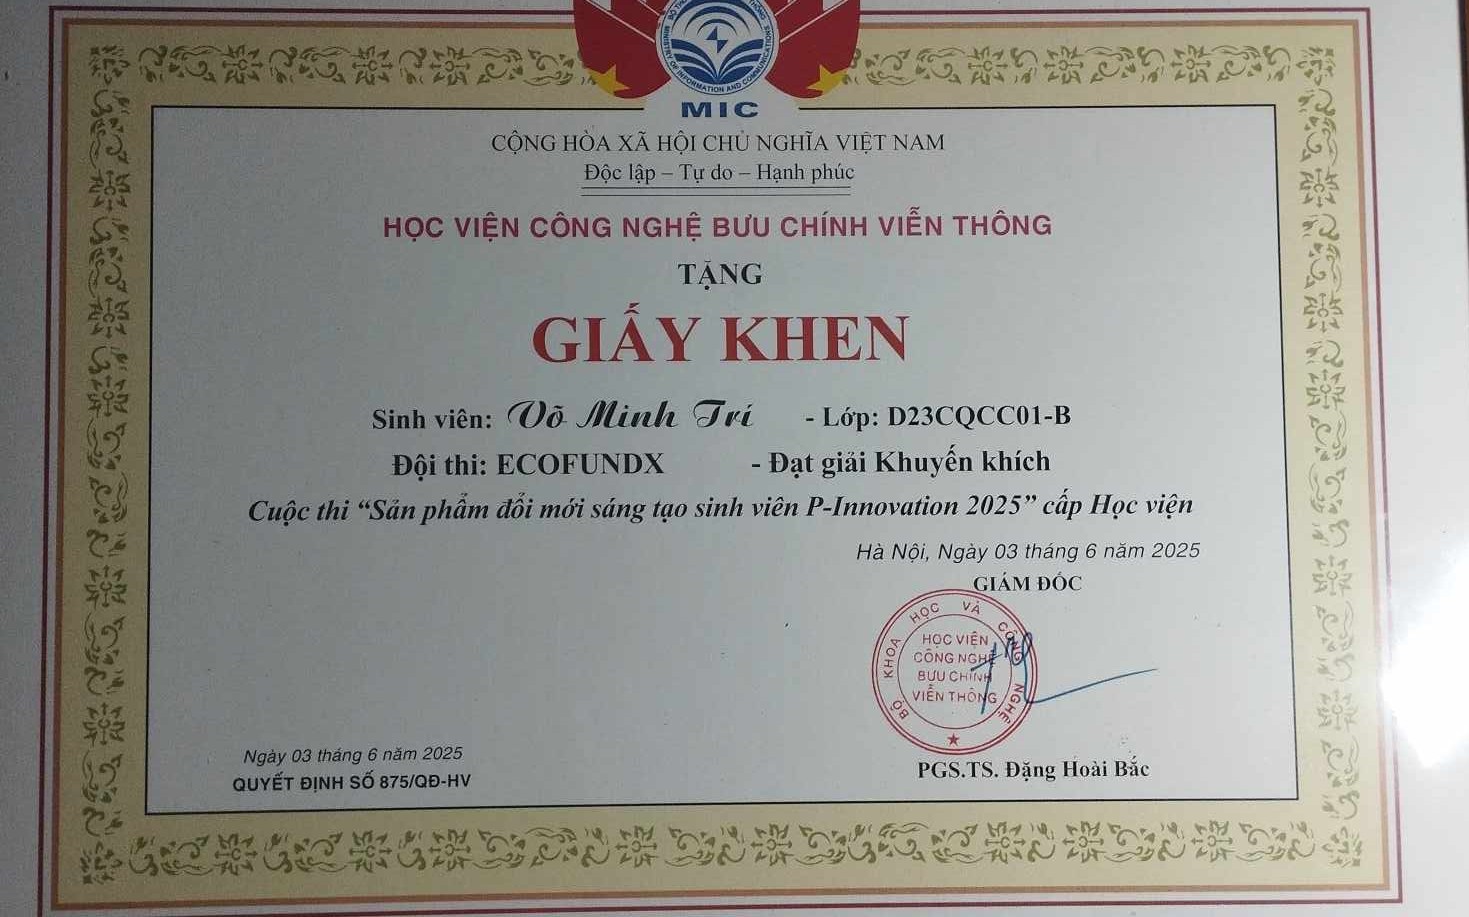 MINISTRY OF INFORMATION AND COMMUNICATIONS
MIC
CỘNG HÒA XÃ HỘI CHỦ NGHĨA VIỆT NAM
Độc lập – Tự do – Hạnh phúc
HỌC VIỆN CÔNG NGHỆ BƯU CHÍNH VIỄN THÔNG
TẶNG
GIẤY KHEN
Sinh viên: Võ Minh Trí - Lớp: D23CQCC01-B
Đội thi: ECOFUNDX - Đạt giải Khuyến khích
Cuộc thi “Sản phẩm đổi mới sáng tạo sinh viên P-Innovation 2025” cấp Học viện
Hà Nội, Ngày 03 tháng 6 năm 2025
GIÁM ĐỐC
BỘ KHOA HỌC VÀ CÔNG NGHỆ
HỌC VIỆN
CÔNG NGHỆ
BƯU CHÍNH
VIỄN THÔNG
Ngày 03 tháng 6 năm 2025
QUYẾT ĐỊNH SỐ 875/QĐ-HV
PGS.TS. Đặng Hoài Bắc